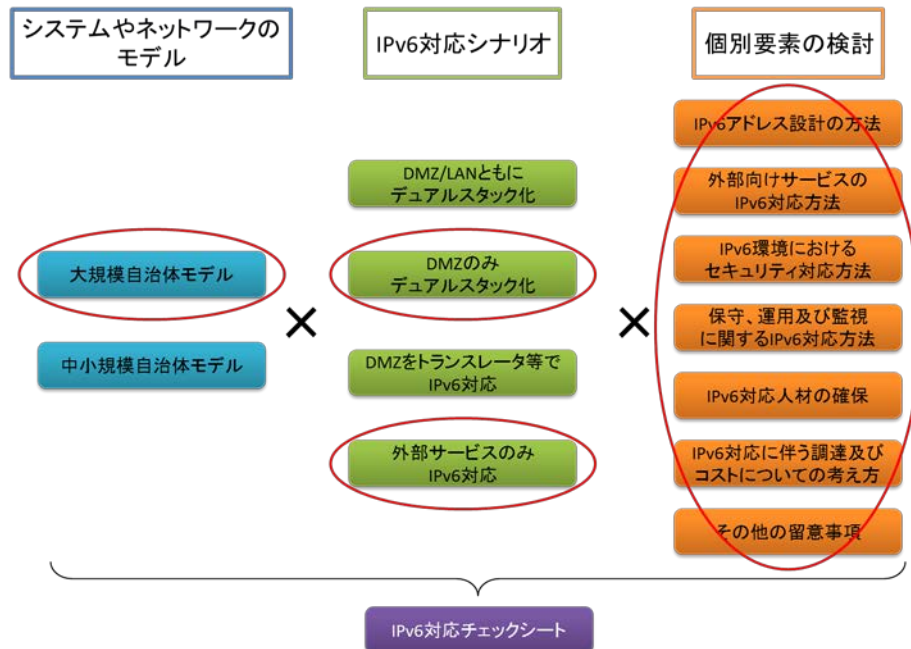 システムやネットワークの
モデル
IPv6対応シナリオ
個別要素の検討
大規模自治体モデル
中小規模自治体モデル
×
DMZ/LANともに
デュアルスタック化
DMZのみ
デュアルスタック化
DMZをトランスレータ等で
IPv6対応
外部サービスのみ
IPv6対応
×
IPv6アドレス設計の方法
外部向けサービスの
IPv6対応方法
IPv6環境における
セキュリティ対応方法
保守、運用及び監視
に関するIPv6対応方法
IPv6対応人材の確保
IPv6対応に伴う調達及び
コストについての考え方
その他の留意事項
IPv6対応チェックシート